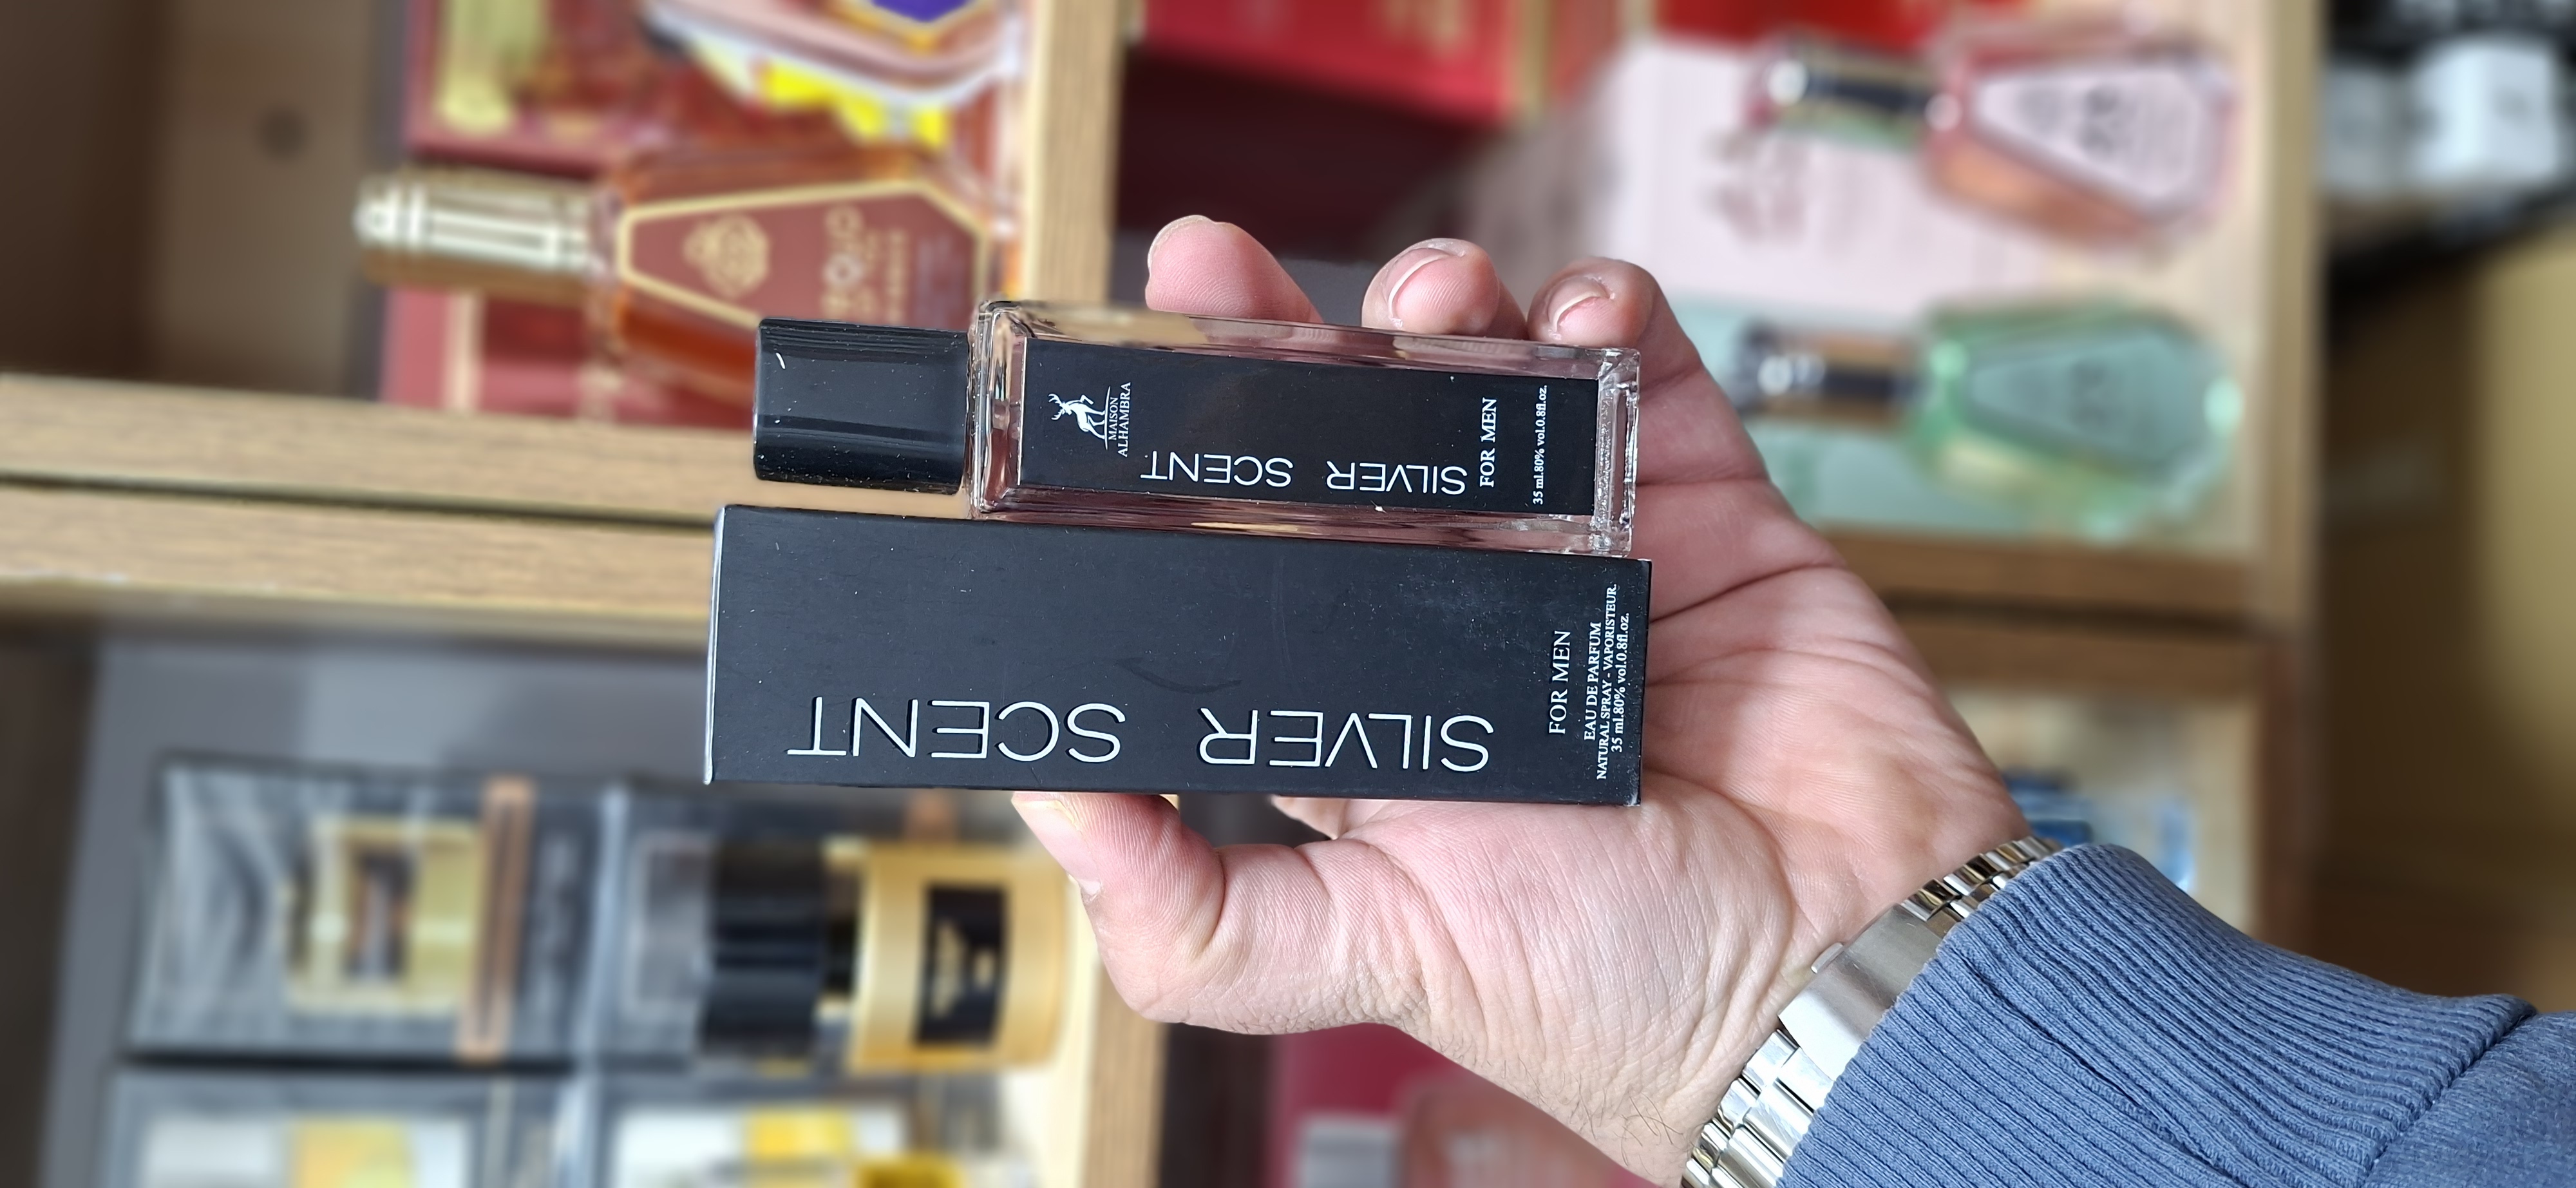 MAISON
ALHAMBRA
SILVER SCENT
FOR MEN
35 ml.80% vol.0.8fl.oz.
SILVER SCENT
FOR MEN
EAU DE PARFUM
NATURAL SPRAY - VAPORISTEUR
35 ml.80% vol.0.8fl.oz.